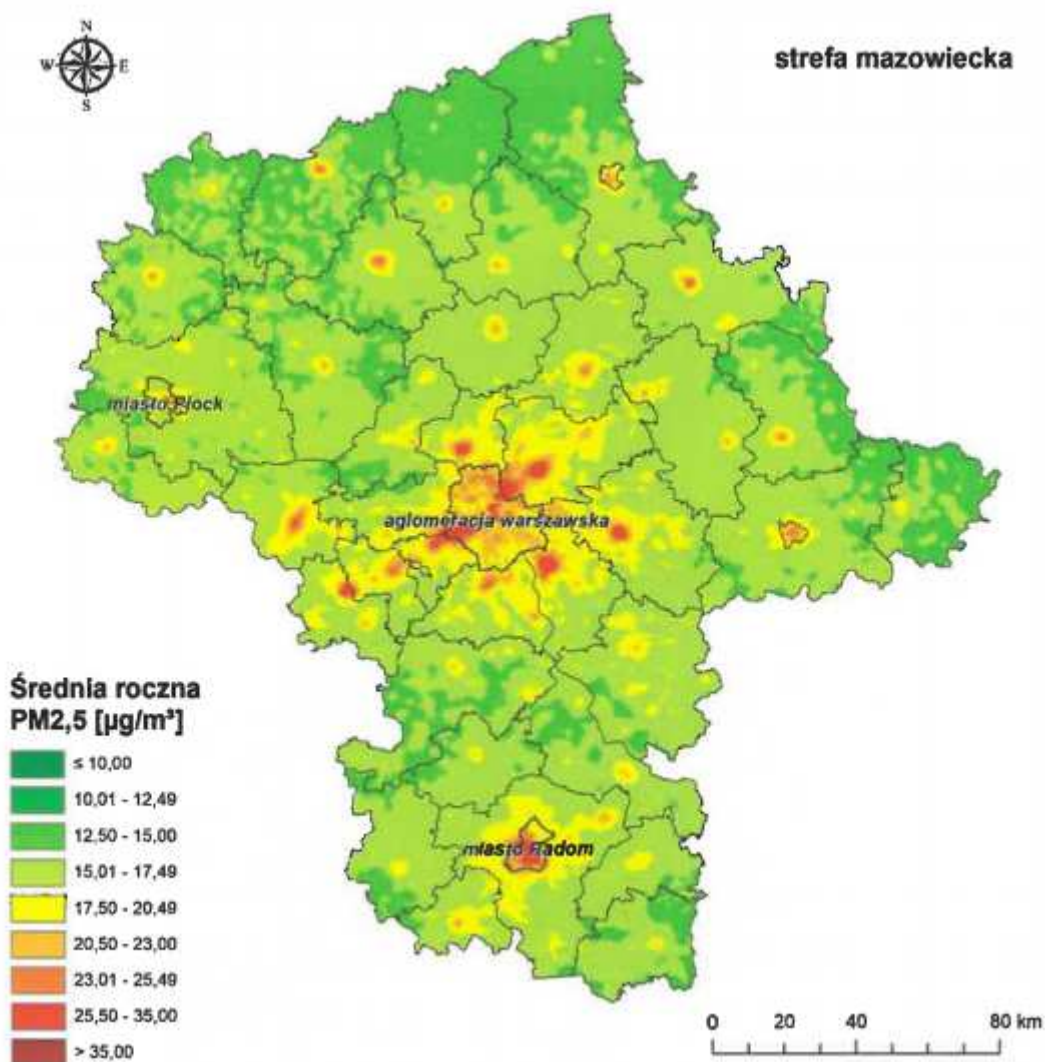 N
W E
S
strefa mazowiecka
miasto Płock
aglomeracja warszawska
miasto Radom
Średnia roczna
PM2,5 [µg/m³]
≤ 10,00
10,01 - 12,49
12,50 - 15,00
15,01 - 17,49
17,50 - 20,49
20,50 - 23,00
23,01 - 25,49
25,50 - 35,00
> 35,00
0 20 40 80 km